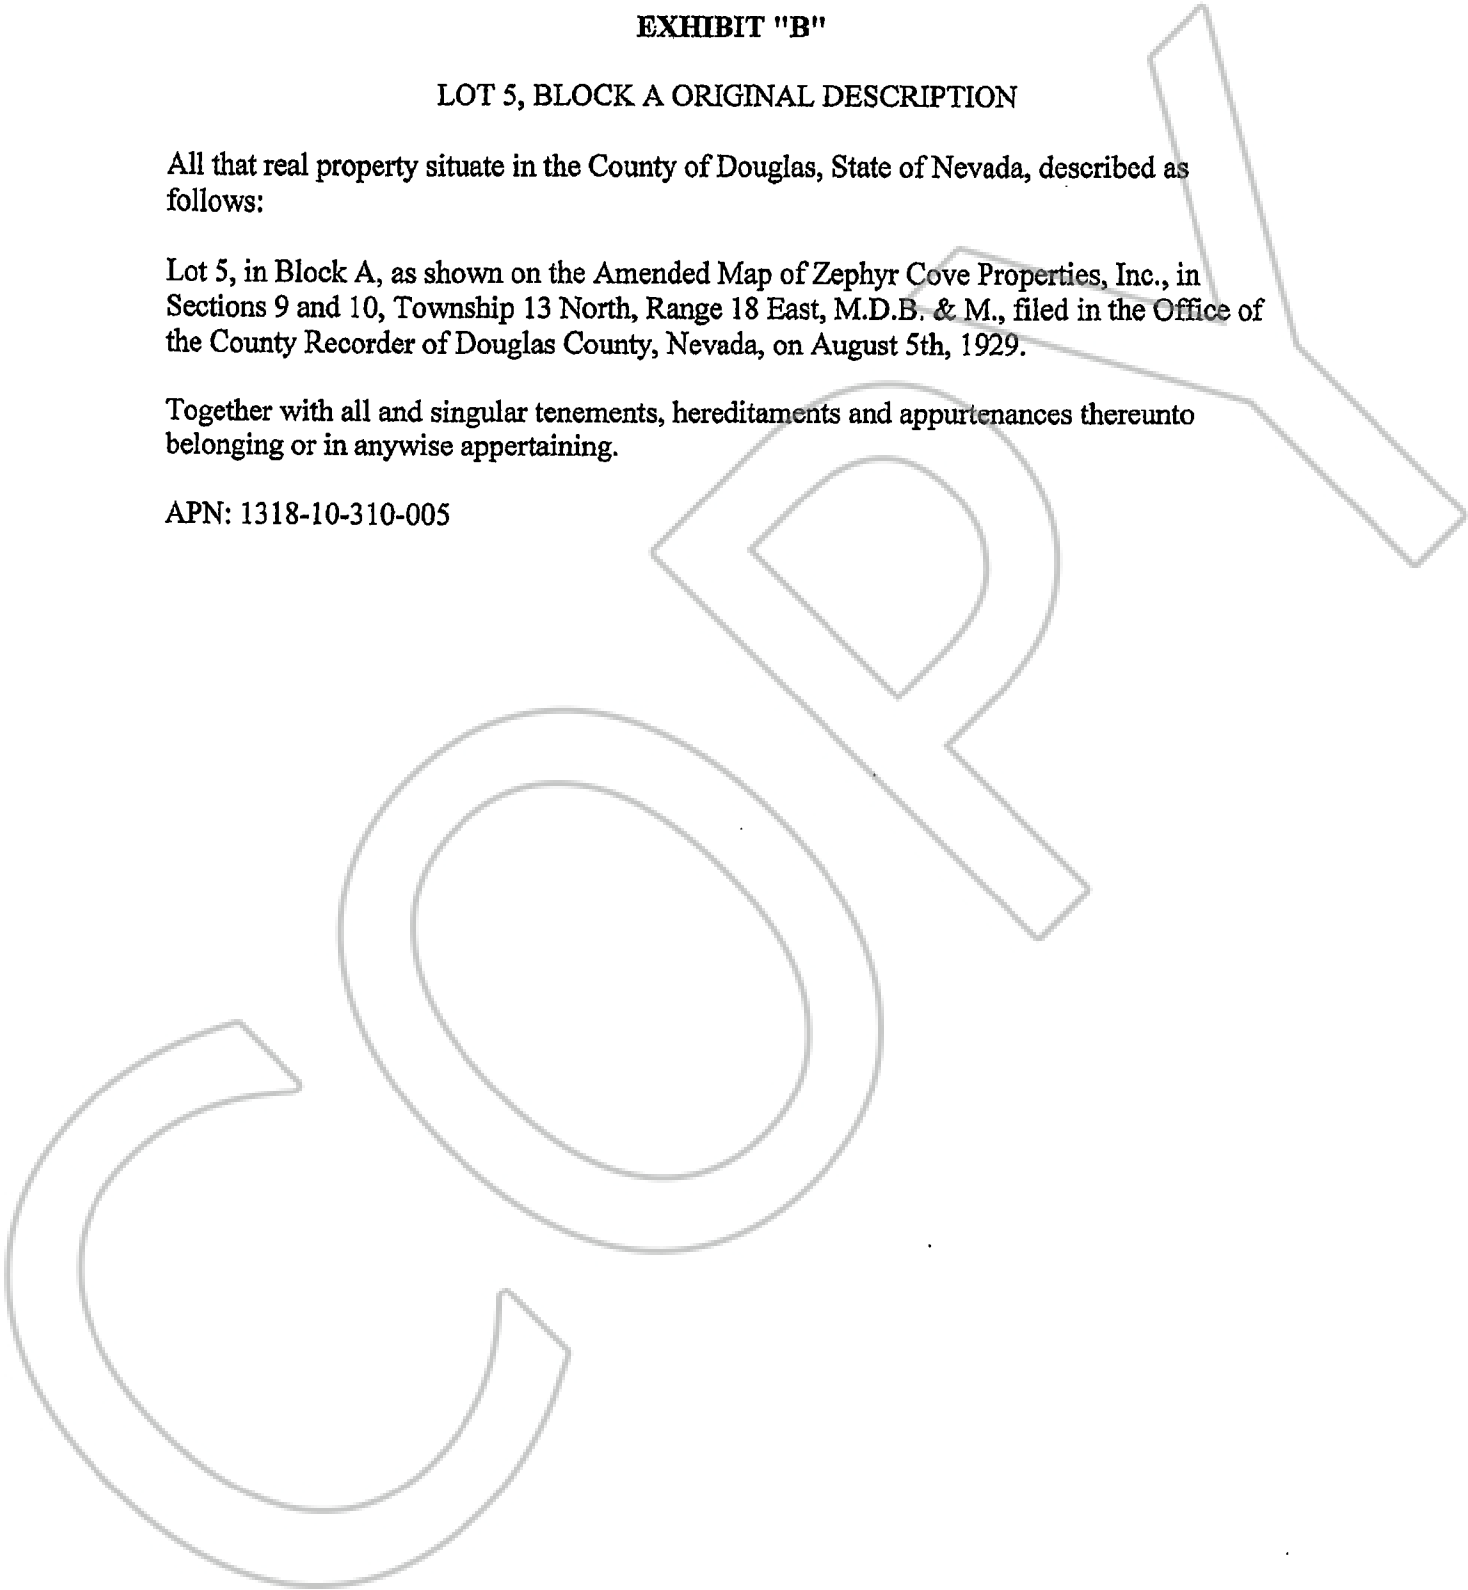 EXHIBIT "B"
LOT 5, BLOCK A ORIGINAL DESCRIPTION
All that real property situate in the County of Douglas, State of Nevada, described as
follows:
Lot 5, in Block A, as shown on the Amended Map of Zephyr Cove Properties, Inc., in
Sections 9 and 10, Township 13 North, Range 18 East, M.D.B. & M., filed in the Office of
the County Recorder of Douglas County, Nevada, on August 5th, 1929.
Together with all and singular tenements, hereditaments and appurtenances thereunto
belonging or in anywise appertaining.
APN: 1318-10-310-005
COPY